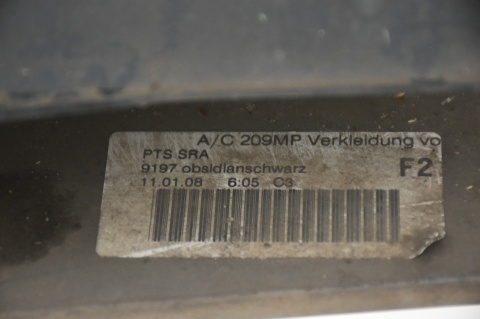 A/C 209MP Verkleidung vo
PTS SRA
9197 obsidianschwarz F2
11.01.08 6:05 C3